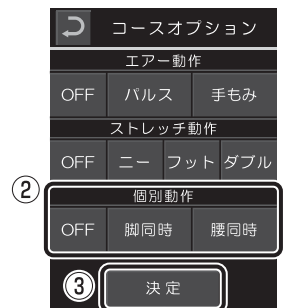 コースオプション
エアー動作
OFF パルス 手もみ
ストレッチ動作
OFF ニー フット ダブル
② 個別動作
OFF 脚同時 腰同時
③ 決定